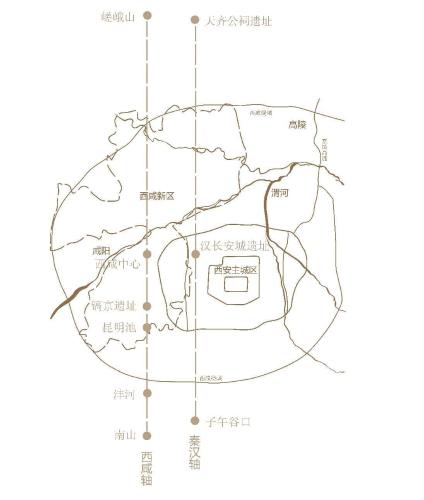 嵯峨山
天齐公祠遗址
高陵
西咸新区
渭河
咸阳
西咸中心
汉长安城遗址
西安主城区
镐京遗址
昆明池
沣河
南山
子午谷口
西咸轴
秦汉轴